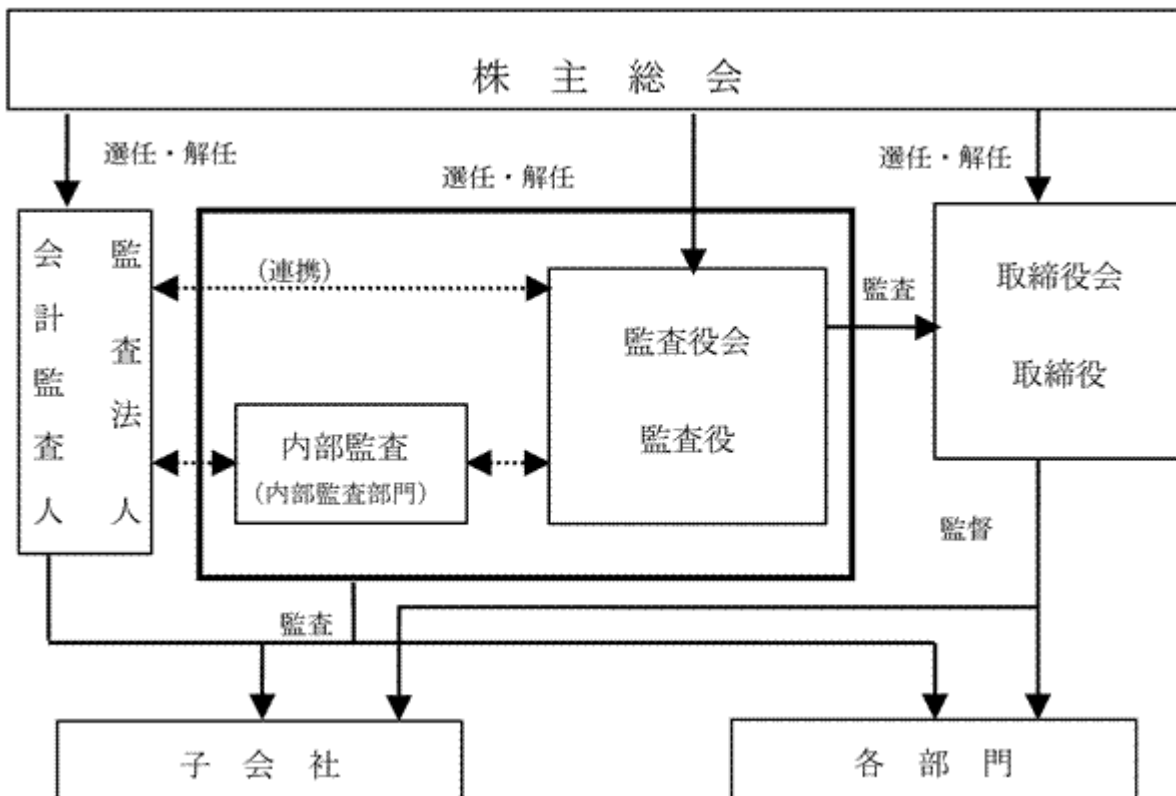 株主総会
選任・解任
選任・解任
選任・解任
監査法人
会計監査人
(連携)
監査役会
監査役
監査
取締役会
取締役
内部監査
(内部監査部門)
監督
監査
子会社
各部門